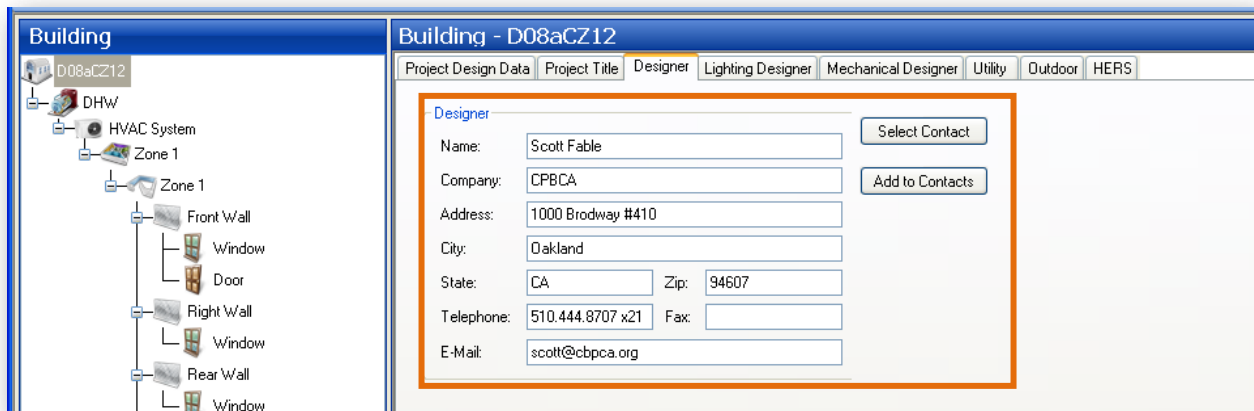 Building
D08aCZ12
DHW
HVAC System
Zone 1
Zone 1
Front Wall
Window
Door
Right Wall
Window
Rear Wall
Window
Building - D08aCZ12
Project Design Data Project Title Designer Lighting Designer Mechanical Designer Utility Outdoor HERS
Designer
Name: Scott Fable
Company: CPBCA
Address: 1000 Brodway #410
City: Oakland
State: CA Zip: 94607
Telephone: 510.444.8707 x21 Fax:
E-Mail: scott@cbpca.org
Select Contact
Add to Contacts